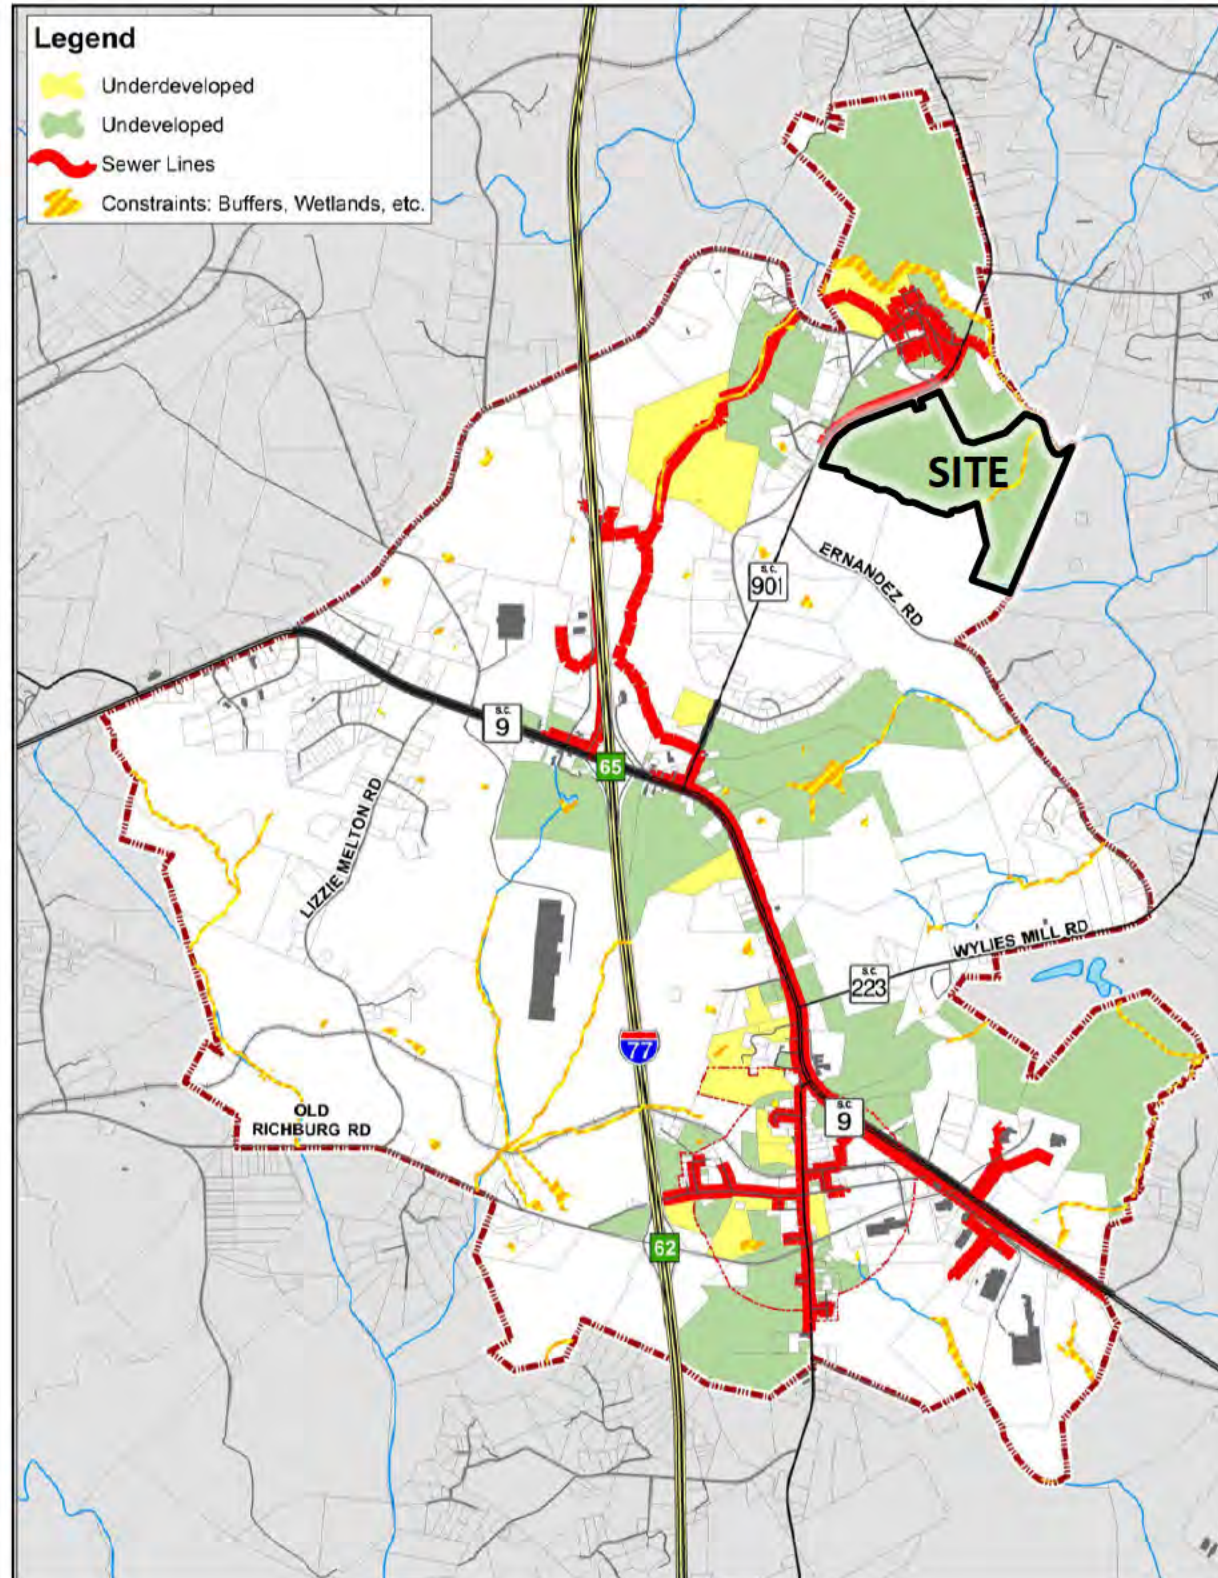 Legend
Underdeveloped
Undeveloped
Sewer Lines
Constraints: Buffers, Wetlands, etc.
SITE
ERNANDEZ RD
S.C.
901
S.C.
9
65
LIZZIE MELTON RD
WYLIES MILL RD
S.C.
223
77
OLD
RICHBURG RD
S.C.
9
62